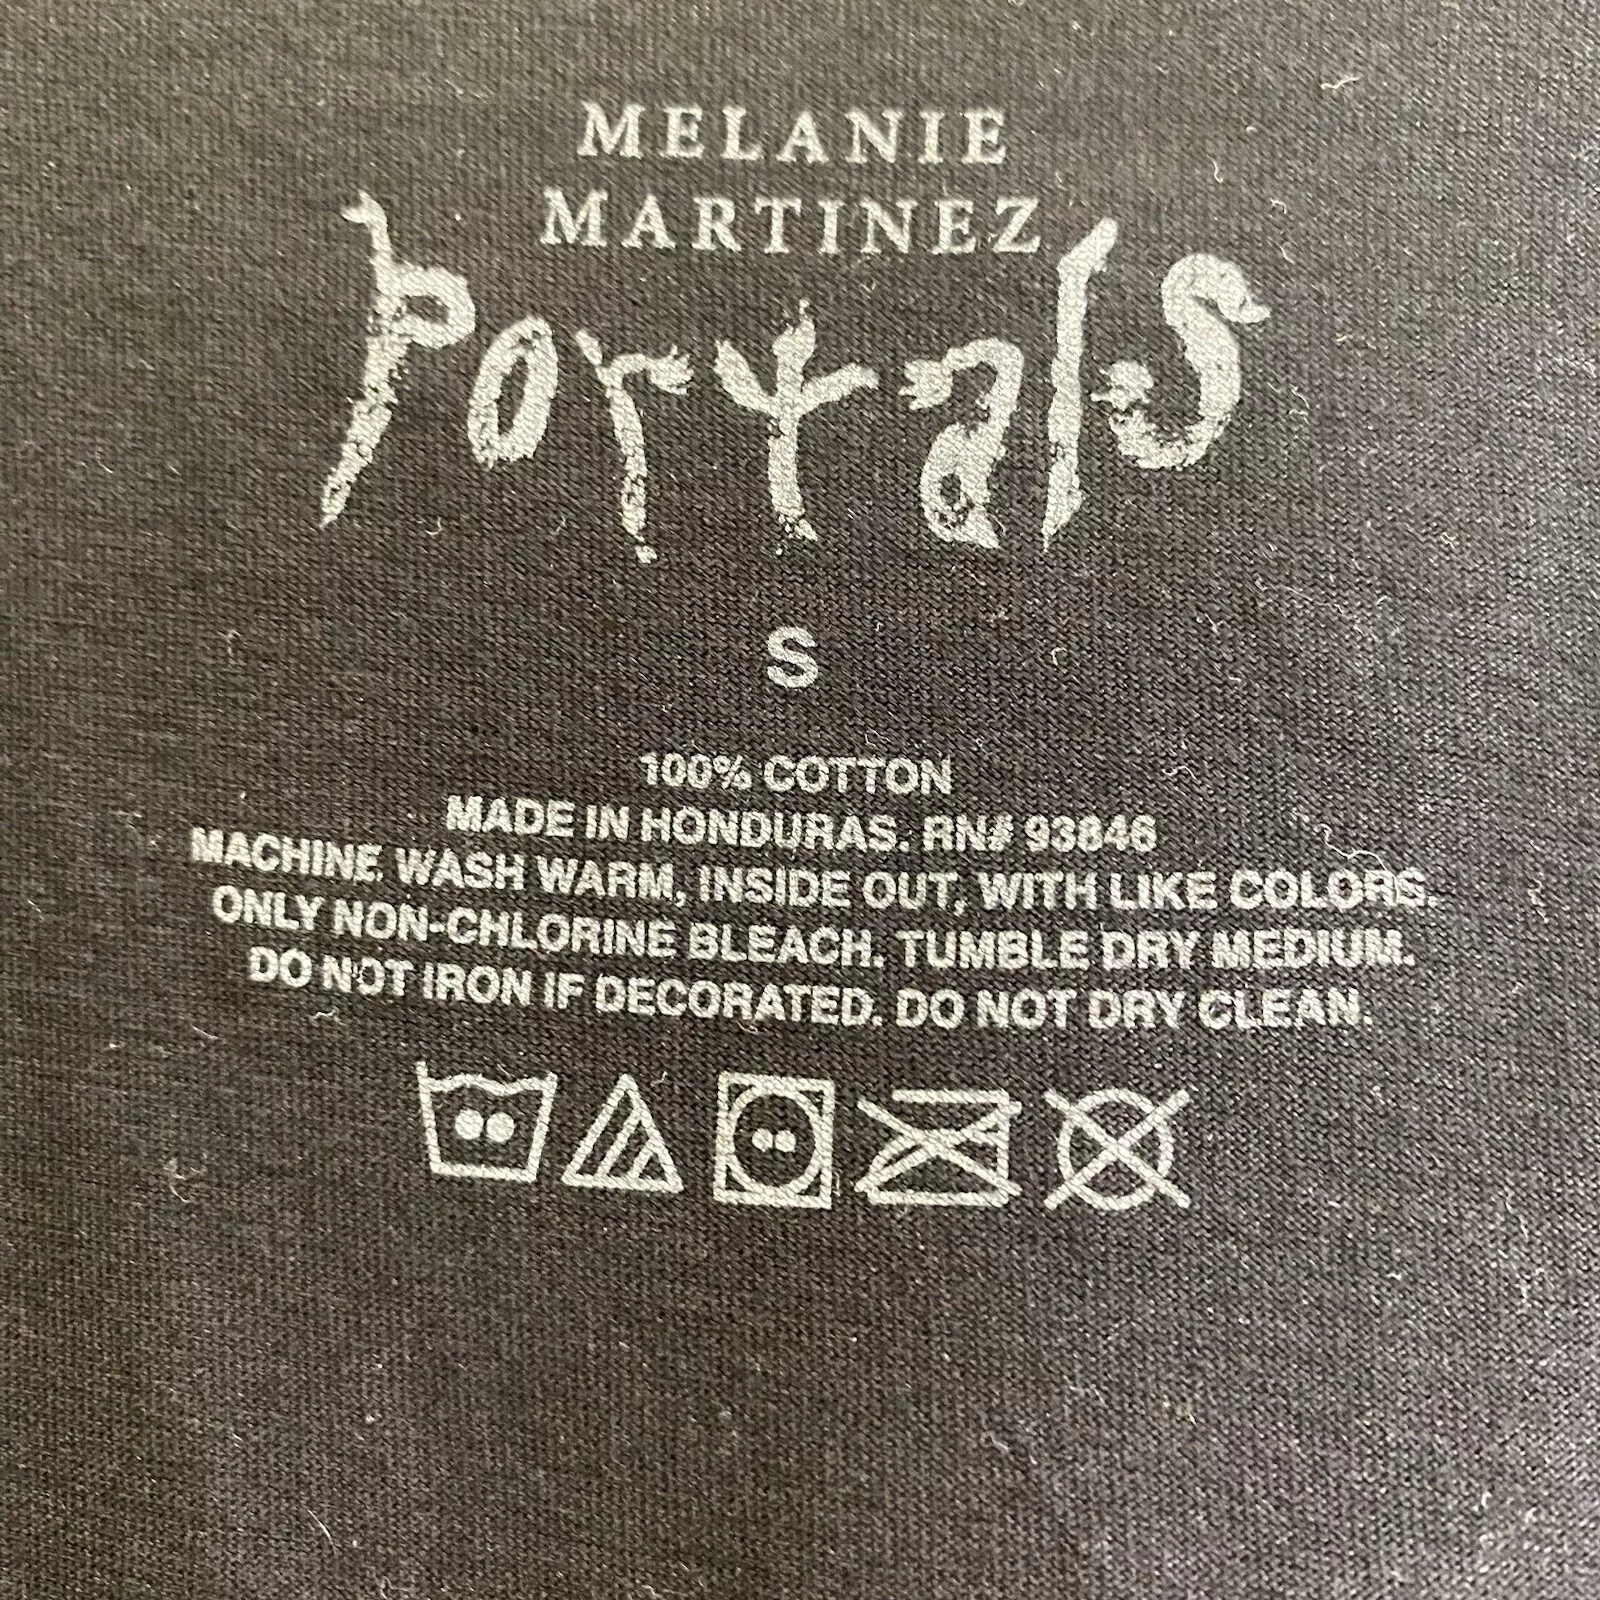 MELANIE
MARTINEZ
PORTALS
S
100% COTTON
MADE IN HONDURAS. RN# 93846
MACHINE WASH WARM, INSIDE OUT, WITH LIKE COLORS.
ONLY NON-CHLORINE BLEACH. TUMBLE DRY MEDIUM.
DO NOT IRON IF DECORATED. DO NOT DRY CLEAN.